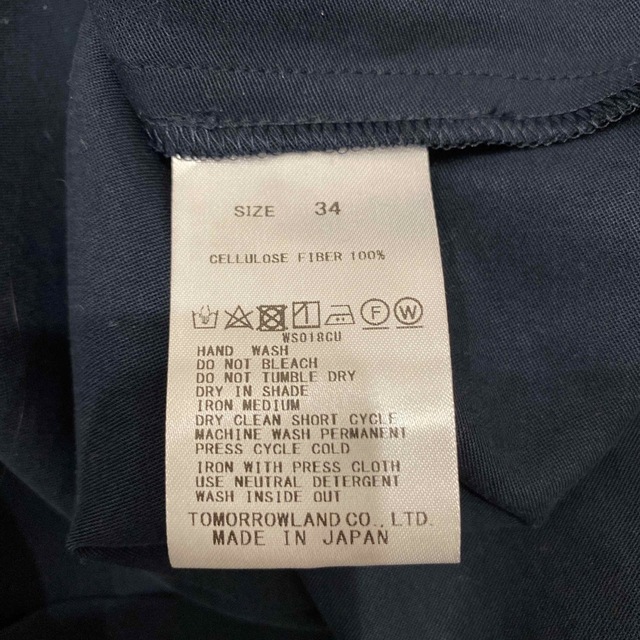 SIZE 34
CELLULOSE FIBER 100%
F W
WS018CU
HAND WASH
DO NOT BLEACH
DO NOT TUMBLE DRY
DRY IN SHADE
IRON MEDIUM
DRY CLEAN SHORT CYCLE
MACHINE WASH PERMANENT
PRESS CYCLE COLD
IRON WITH PRESS CLOTH
USE NEUTRAL DETERGENT
WASH INSIDE OUT
TOMORROWLAND CO., LTD.
MADE IN JAPAN